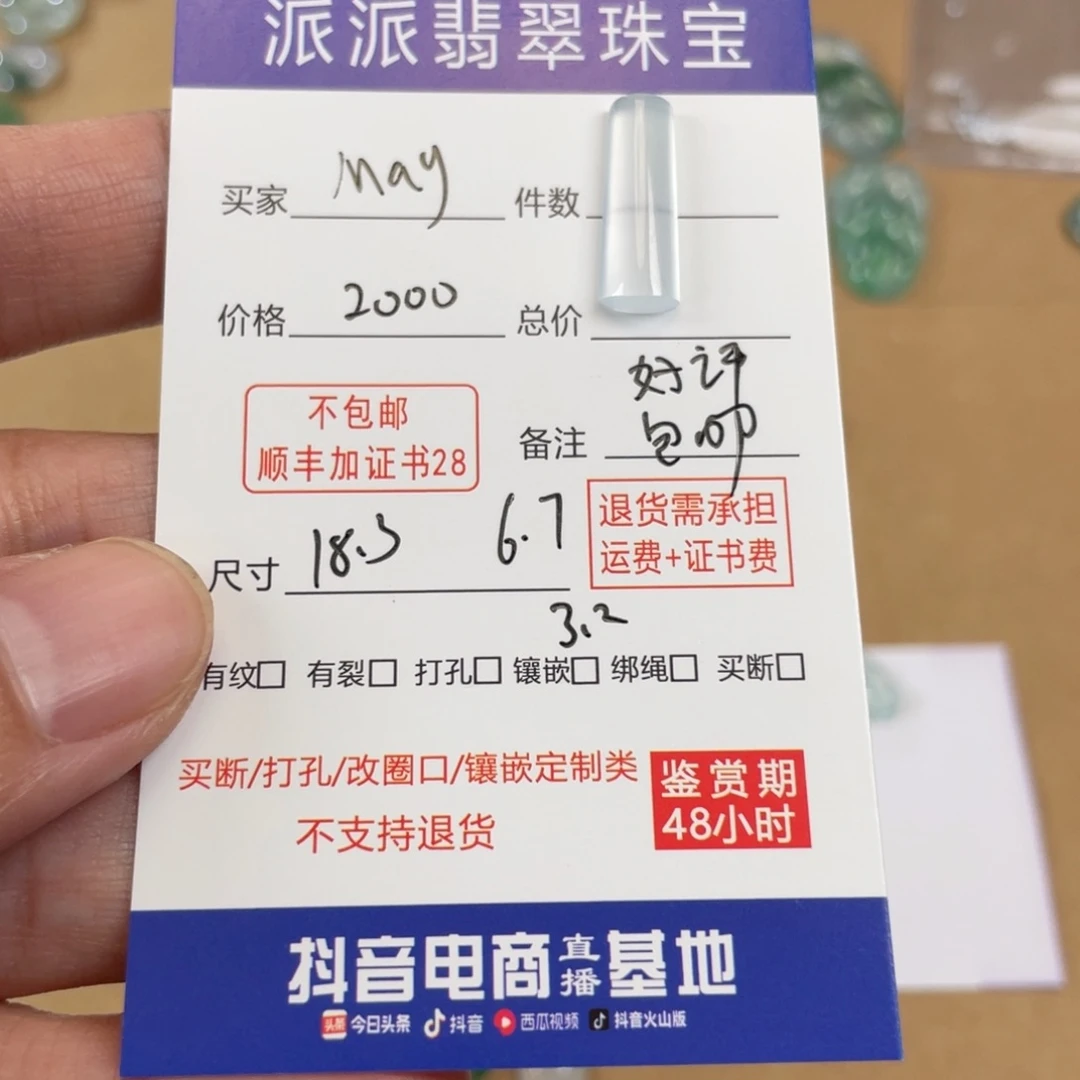 派派翡翠珠宝
买家 May 件数
价格 2000 总价
不包邮
顺丰加证书28
备注 好评
包邮
退货需承担
运费+证书费
尺寸 18.3 6.7
3.2
有纹□ 有裂□ 打孔□ 镶嵌□ 绑绳□ 买断□
买断/打孔/改圈口/镶嵌定制类
不支持退货
鉴赏期
48小时
抖音电商直播基地
头条 今日头条 抖音 西瓜视频 抖音火山版